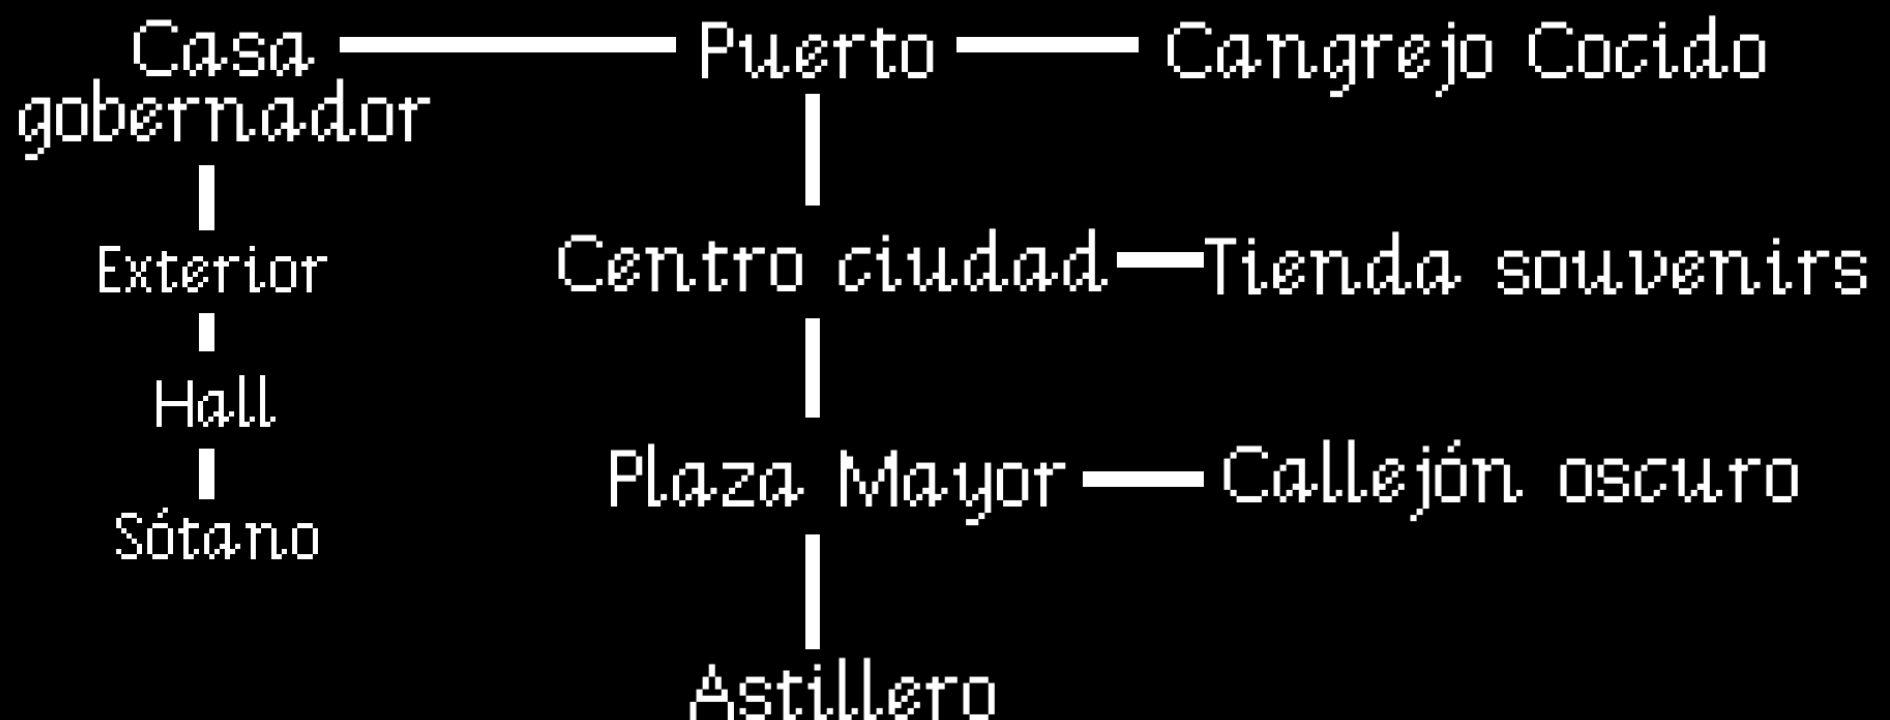 Casa
gobernador
Puerto
Cangrejo Cocido
Exterior
Centro ciudad
Tienda souvenirs
Hall
Plaza Mayor
Callejón oscuro
Sótano
Astillero